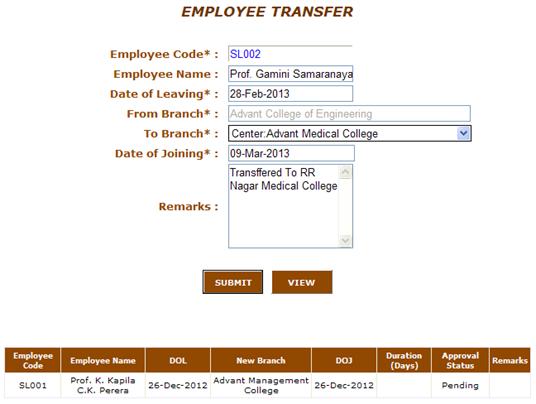 EMPLOYEE TRANSFER
Employee Code* : SL002
Employee Name : Prof. Gamini Samaranaya
Date of Leaving* : 28-Feb-2013
From Branch* : Advant College of Engineering
To Branch* : Center:Advant Medical College
Date of Joining* : 09-Mar-2013
Remarks : Transffered To RR
Nagar Medical College
SUBMIT VIEW
Employee Code Employee Name DOL New Branch DOJ Duration (Days) Approval Status Remarks
SL001 Prof. K. Kapila C.K. Perera 26-Dec-2012 Advant Management College 26-Dec-2012 Pending